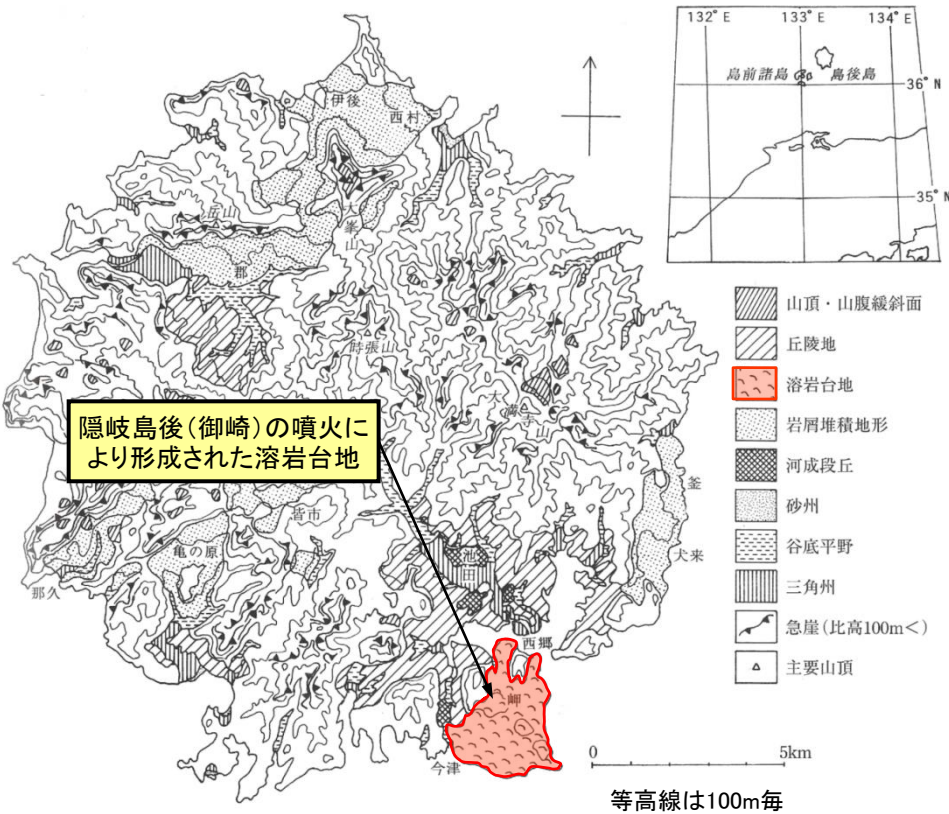 132°E
133°E
134°E
島前諸島
島後島
36°N
35°N
伊後
西村
峯山
郡
時張山
大満寺山
隠岐島後(御崎)の噴火に
より形成された溶岩台地
皆市
亀の原
那久
池田
釜
犬来
西郷
岬
今津
山頂・山腹緩斜面
丘陵地
溶岩台地
岩屑堆積地形
河成段丘
砂州
谷底平野
三角州
急崖(比高100m<)
主要山頂
0
5km
等高線は100m毎